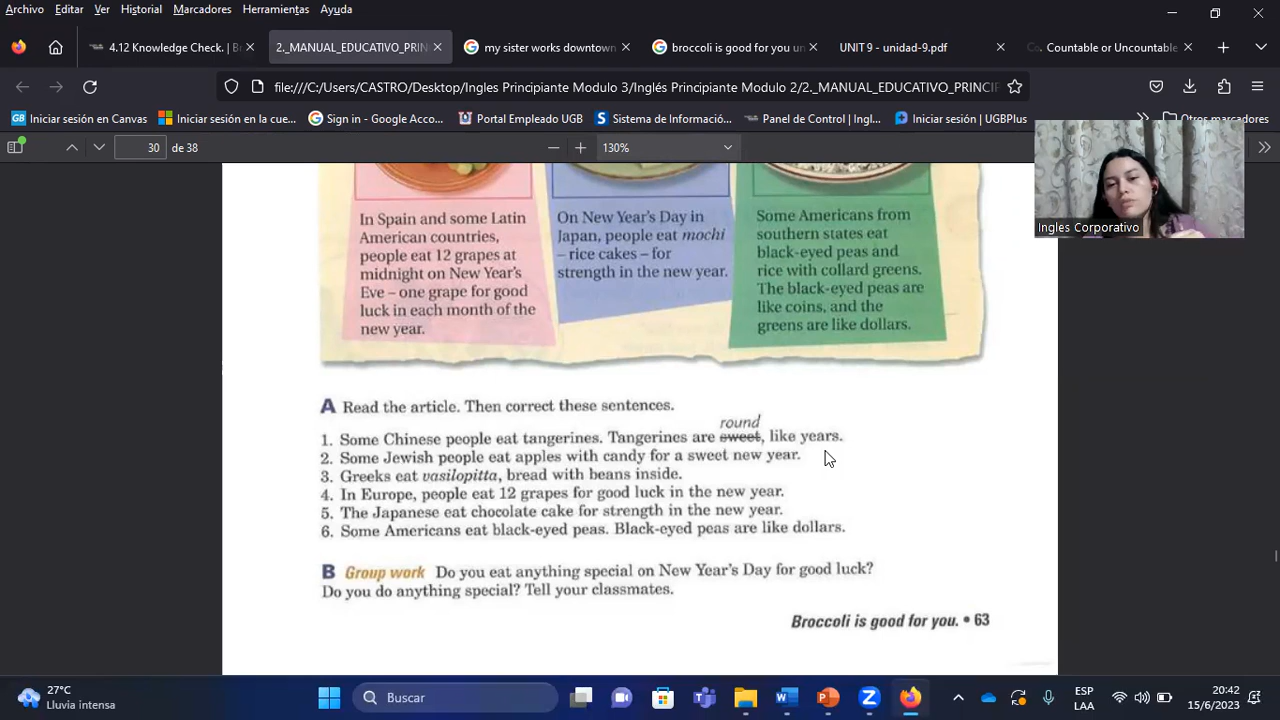 Archivo Editar Ver Historial Marcadores Herramientas Ayuda
4.12 Knowledge Check. ( B
2._MANUAL_EDUCATIVO_PRIN
my sister works downtown
broccoli is good for you un
UNIT 9 - unidad-9.pdf
Countable or Uncountable
file:///C:/Users/CASTRO/Desktop/Ingles Principiante Modulo 3/Inglés Principiante Modulo 2/2._MANUAL_EDUCATIVO_PRINCIP
GB Iniciar sesión en Canvas
Iniciar sesión en la cue...
Sign in - Google Acco...
Portal Empleado UGB
S Sistema de Informació...
Panel de Control | Ingl...
Iniciar sesión | UGBPlus
Otros marcadores
30 de 38
130%
Ingles Corporativo
In Spain and some Latin
American countries,
people eat 12 grapes at
midnight on New Year's
Eve – one grape for good
luck in each month of the
new year.
On New Year's Day in
Japan, people eat mochi
– rice cakes – for
strength in the new year.
Some Americans from
southern states eat
black-eyed peas and
rice with collard greens.
The black-eyed peas are
like coins, and the
greens are like dollars.
A Read the article. Then correct these sentences.
round
1. Some Chinese people eat tangerines. Tangerines are sweet, like years.
2. Some Jewish people eat apples with candy for a sweet new year.
3. Greeks eat vasilopitta, bread with beans inside.
4. In Europe, people eat 12 grapes for good luck in the new year.
5. The Japanese eat chocolate cake for strength in the new year.
6. Some Americans eat black-eyed peas. Black-eyed peas are like dollars.
B Group work Do you eat anything special on New Year's Day for good luck?
Do you do anything special? Tell your classmates.
Broccoli is good for you. • 63
27°C
Lluvia intensa
Buscar
ESP
LAA
20:42
15/6/2023